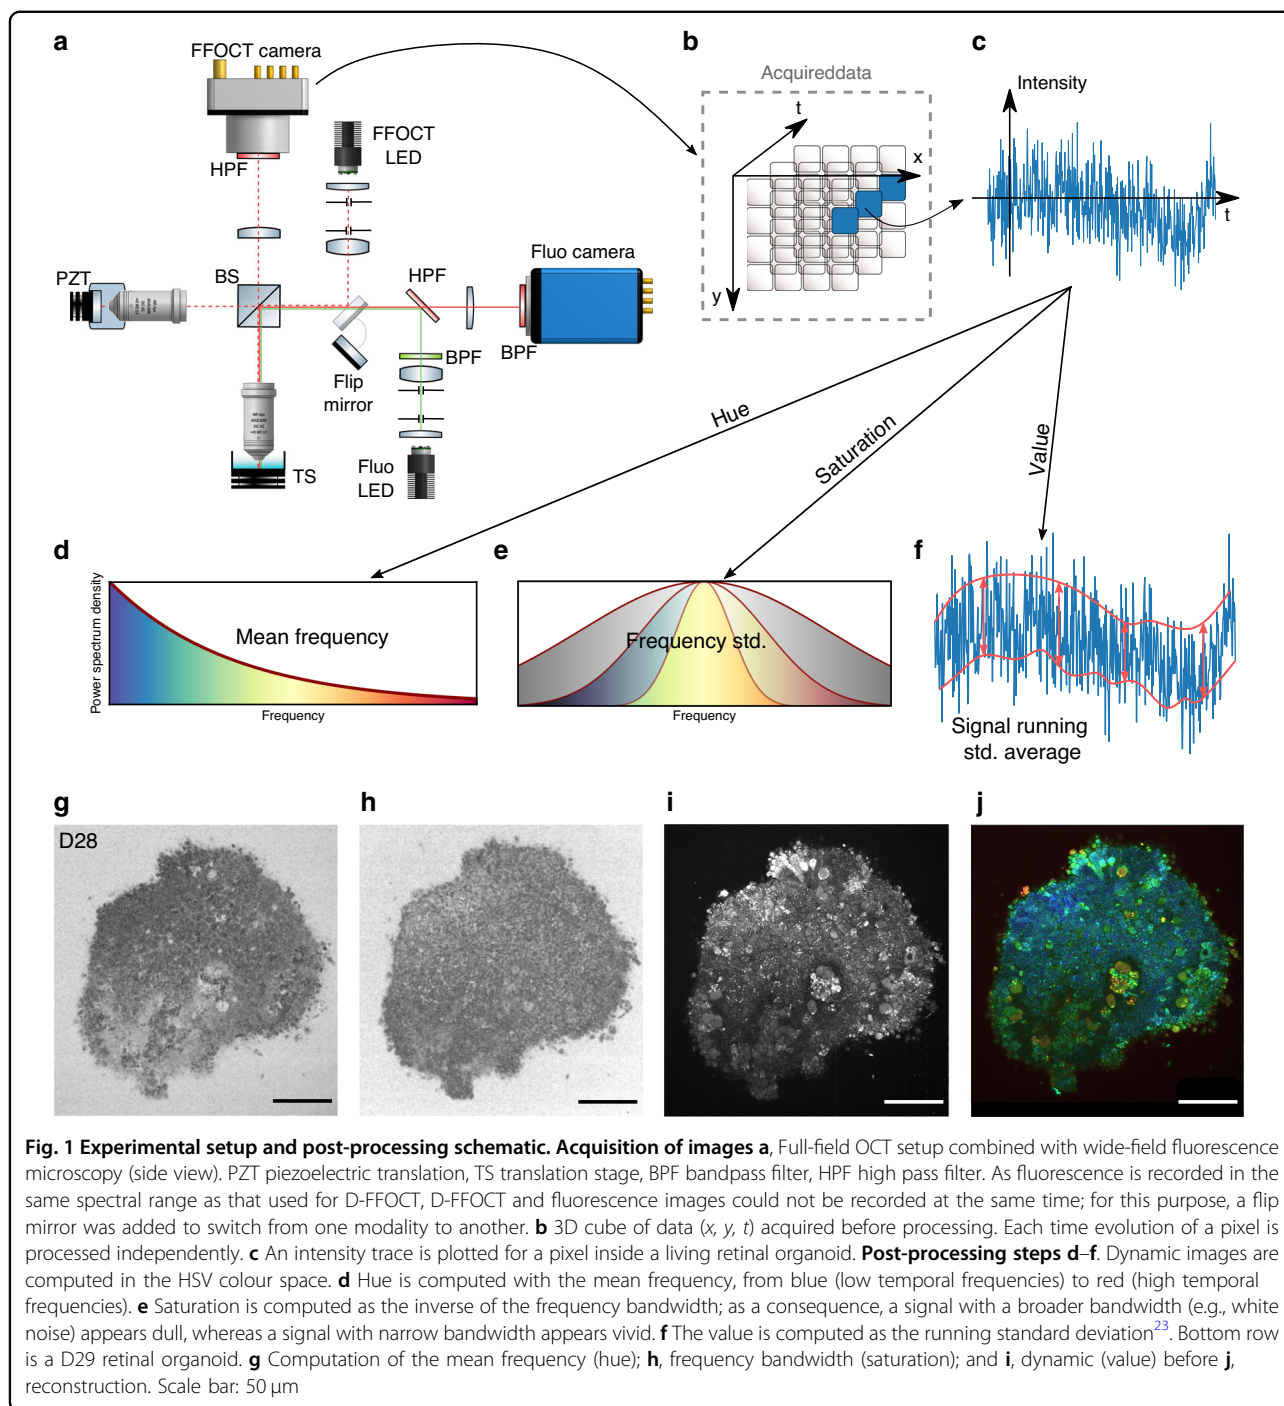 a
FFOCT camera
HPF
FFOCT
LED
PZT
BS
HPF
Fluo camera
BPF
BPF
Flip
mirror
TS
Fluo
LED
b
Acquireddata
t
x
y
c
Intensity
t
Hue
Saturation
Value
d
Power spectrum density
Mean frequency
Frequency
e
Frequency std.
Frequency
f
Signal running
std. average
g
D28
h
i
j
Fig. 1 Experimental setup and post-processing schematic. Acquisition of images a, Full-field OCT setup combined with wide-field fluorescence
microscopy (side view). PZT piezoelectric translation, TS translation stage, BPF bandpass filter, HPF high pass filter. As fluorescence is recorded in the
same spectral range as that used for D-FFOCT, D-FFOCT and fluorescence images could not be recorded at the same time; for this purpose, a flip
mirror was added to switch from one modality to another. b 3D cube of data (x, y, t) acquired before processing. Each time evolution of a pixel is
processed independently. c An intensity trace is plotted for a pixel inside a living retinal organoid. Post-processing steps d–f. Dynamic images are
computed in the HSV colour space. d Hue is computed with the mean frequency, from blue (low temporal frequencies) to red (high temporal
frequencies). e Saturation is computed as the inverse of the frequency bandwidth; as a consequence, a signal with a broader bandwidth (e.g., white
noise) appears dull, whereas a signal with narrow bandwidth appears vivid. f The value is computed as the running standard deviation23. Bottom row
is a D29 retinal organoid. g Computation of the mean frequency (hue); h, frequency bandwidth (saturation); and i, dynamic (value) before j,
reconstruction. Scale bar: 50 μm